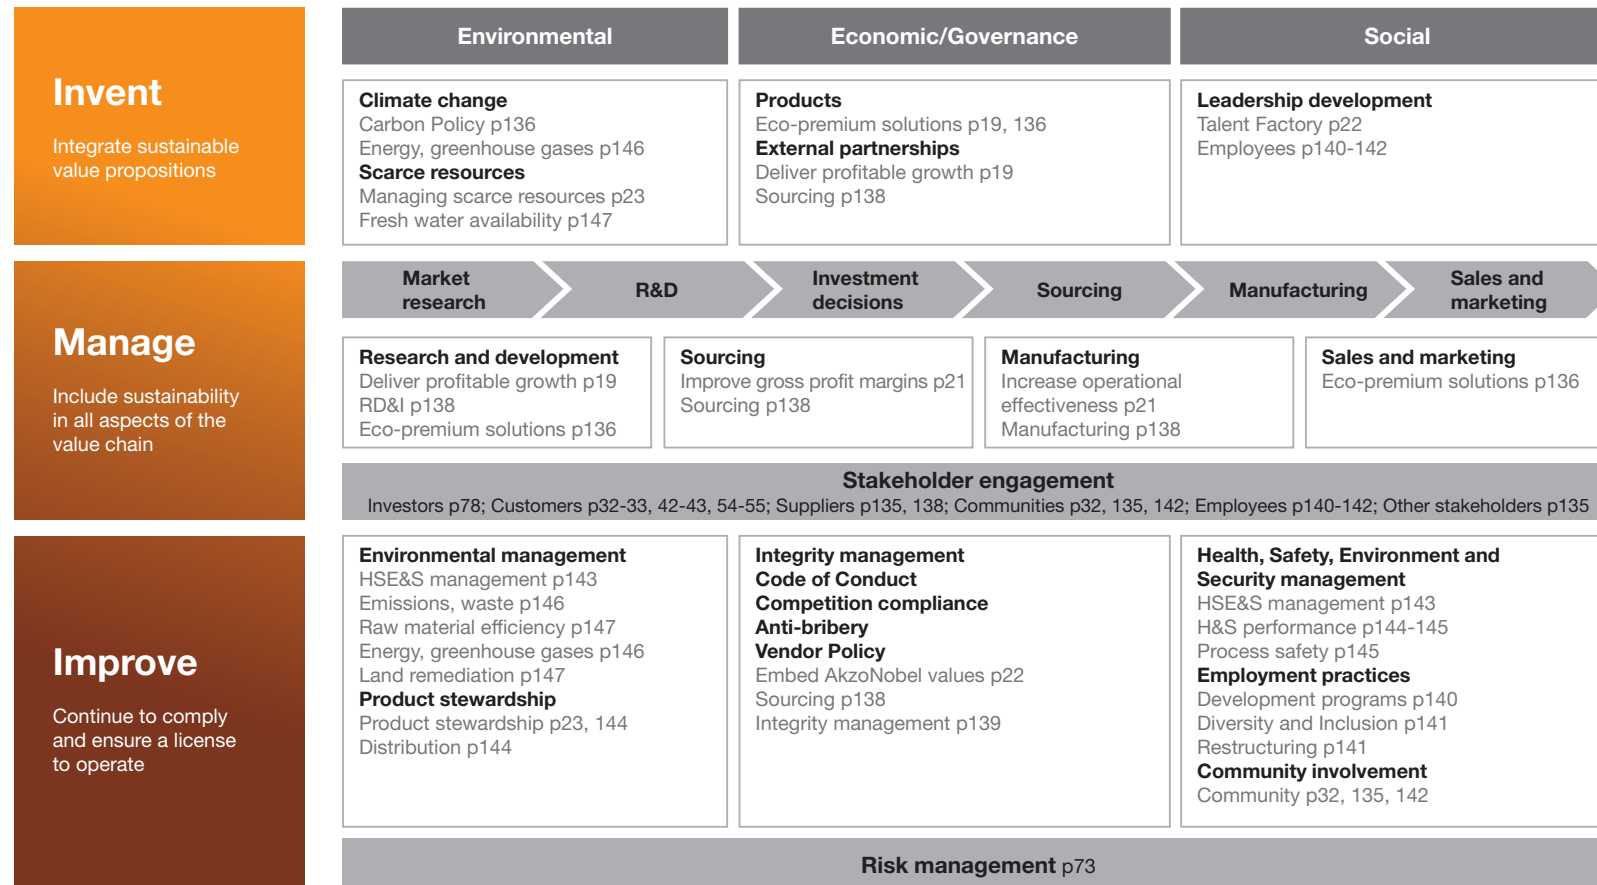 Invent
Integrate sustainable
value propositions
Environmental
Economic/Governance
Social
Climate change
Carbon Policy p136
Energy, greenhouse gases p146
Scarce resources
Managing scarce resources p23
Fresh water availability p147
Products
Eco-premium solutions p19, 136
External partnerships
Deliver profitable growth p19
Sourcing p138
Leadership development
Talent Factory p22
Employees p140-142
Manage
Include sustainability
in all aspects of the
value chain
Market
research
R&D
Investment
decisions
Sourcing
Manufacturing
Sales and
marketing
Research and development
Deliver profitable growth p19
RD&I p138
Eco-premium solutions p136
Sourcing
Improve gross profit margins p21
Sourcing p138
Manufacturing
Increase operational
effectiveness p21
Manufacturing p138
Sales and marketing
Eco-premium solutions p136
Stakeholder engagement
Investors p78; Customers p32-33, 42-43, 54-55; Suppliers p135, 138; Communities p32, 135, 142; Employees p140-142; Other stakeholders p135
Improve
Continue to comply
and ensure a license
to operate
Environmental management
HSE&S management p143
Emissions, waste p146
Raw material efficiency p147
Energy, greenhouse gases p146
Land remediation p147
Product stewardship
Product stewardship p23, 144
Distribution p144
Integrity management
Code of Conduct
Competition compliance
Anti-bribery
Vendor Policy
Embed AkzoNobel values p22
Sourcing p138
Integrity management p139
Health, Safety, Environment and
Security management
HSE&S management p143
H&S performance p144-145
Process safety p145
Employment practices
Development programs p140
Diversity and Inclusion p141
Restructuring p141
Community involvement
Community p32, 135, 142
Risk management p73